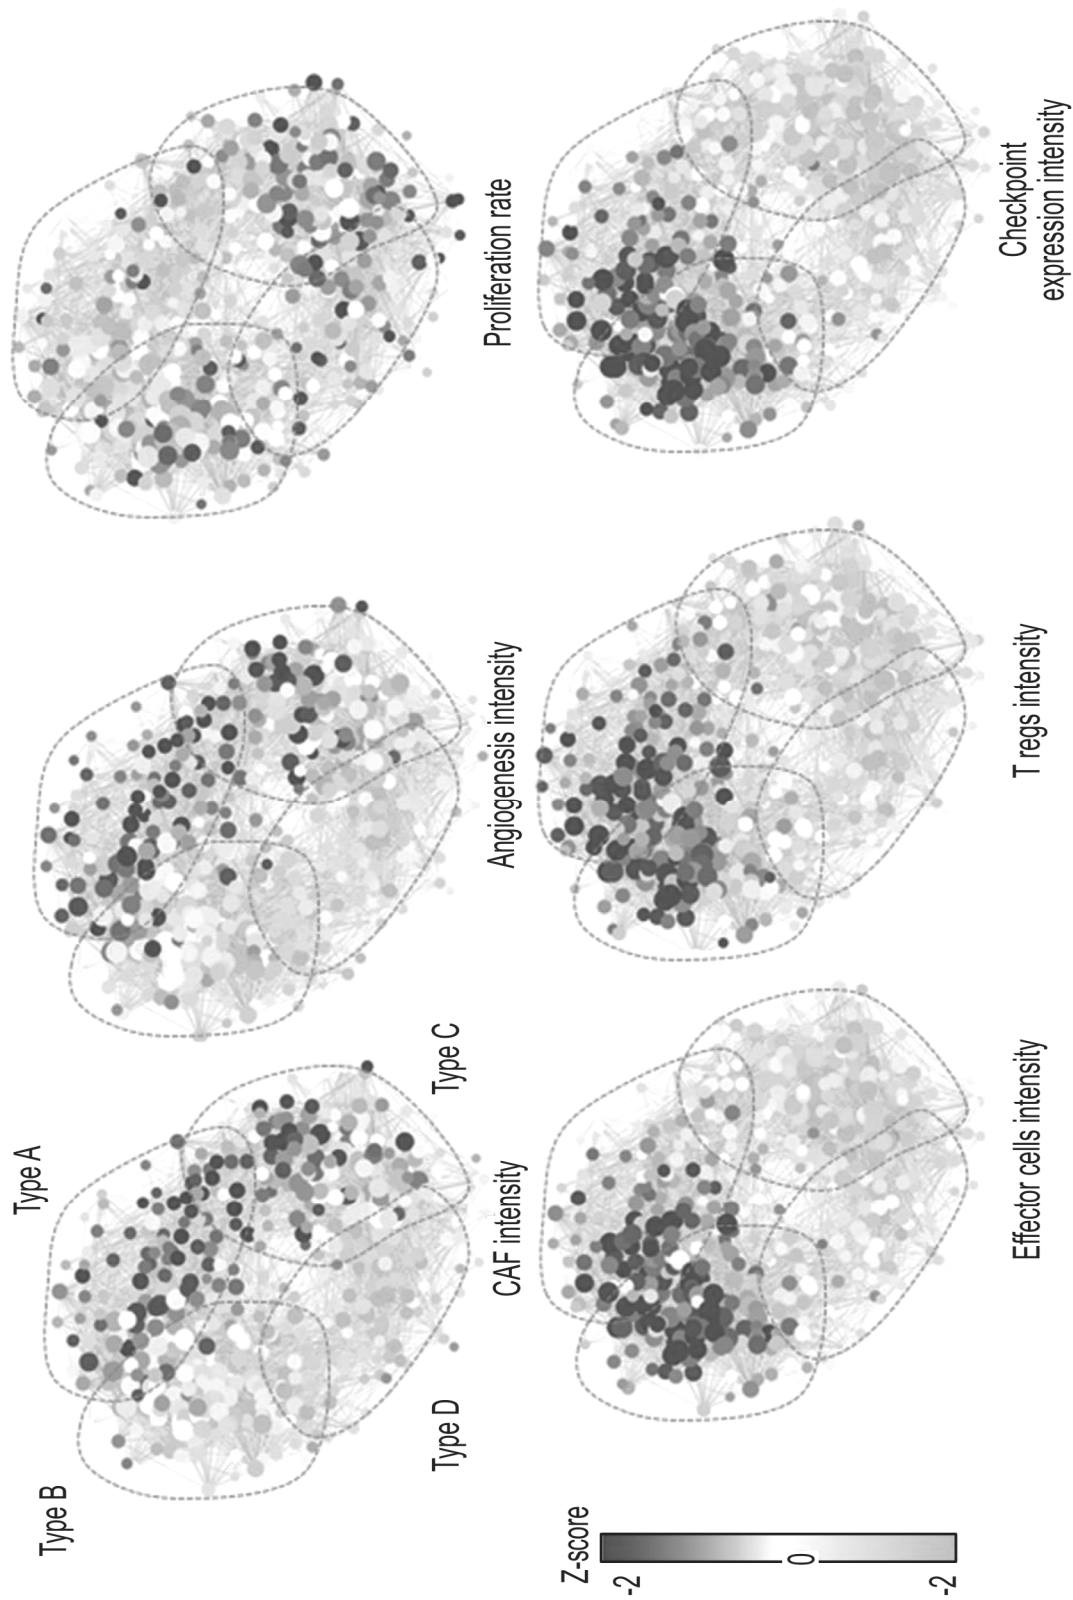 Type A
Type B
Type C
Type D
CAF intensity
Angiogenesis intensity
Proliferation rate
Z-score
-2
0
-2
Effector cells intensity
T regs intensity
Checkpoint
expression intensity